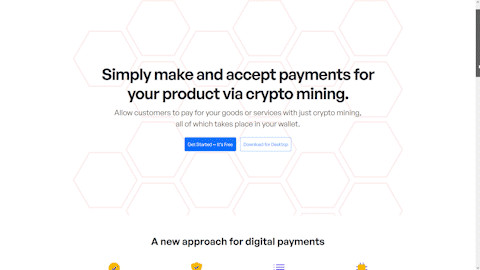 Simply make and accept payments for
your product via crypto mining.
Allow customers to pay for your goods or services with just crypto mining,
all of which takes place in your wallet.
Get Started – It's Free
Download for Desktop
A new approach for digital payments